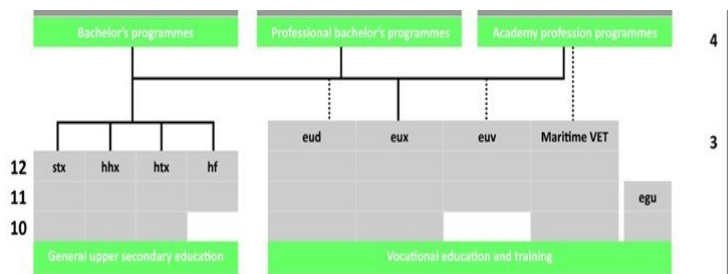 Bachelor's programmes
Professional bachelor's programmes
Academy profession programmes
4
eud
eux
euv
Maritime VET
3
12
stx
hhx
htx
hf
11
egu
10
General upper secondary education
Vocational education and training